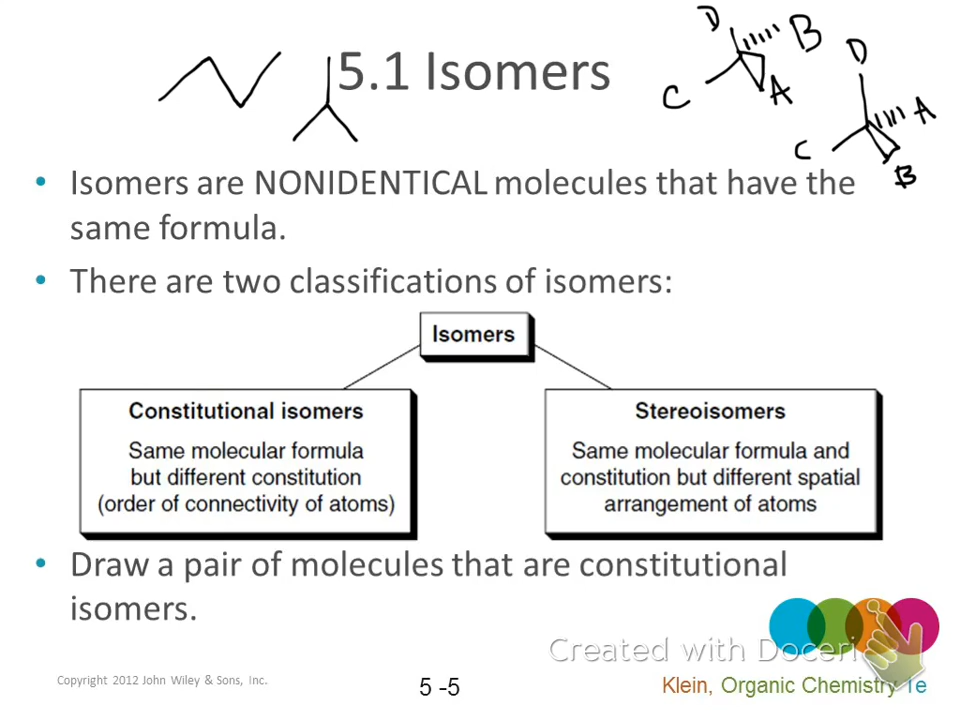 5.1 Isomers
D
B
C
A
D
A
C
B
• Isomers are NONIDENTICAL molecules that have the
same formula.
• There are two classifications of isomers:
Isomers
Constitutional isomers
Same molecular formula
but different constitution
(order of connectivity of atoms)
Stereoisomers
Same molecular formula and
constitution but different spatial
arrangement of atoms
• Draw a pair of molecules that are constitutional
isomers.
Created with Doceri
Copyright 2012 John Wiley & Sons, Inc.
5 -5
Klein, Organic Chemistry 1e